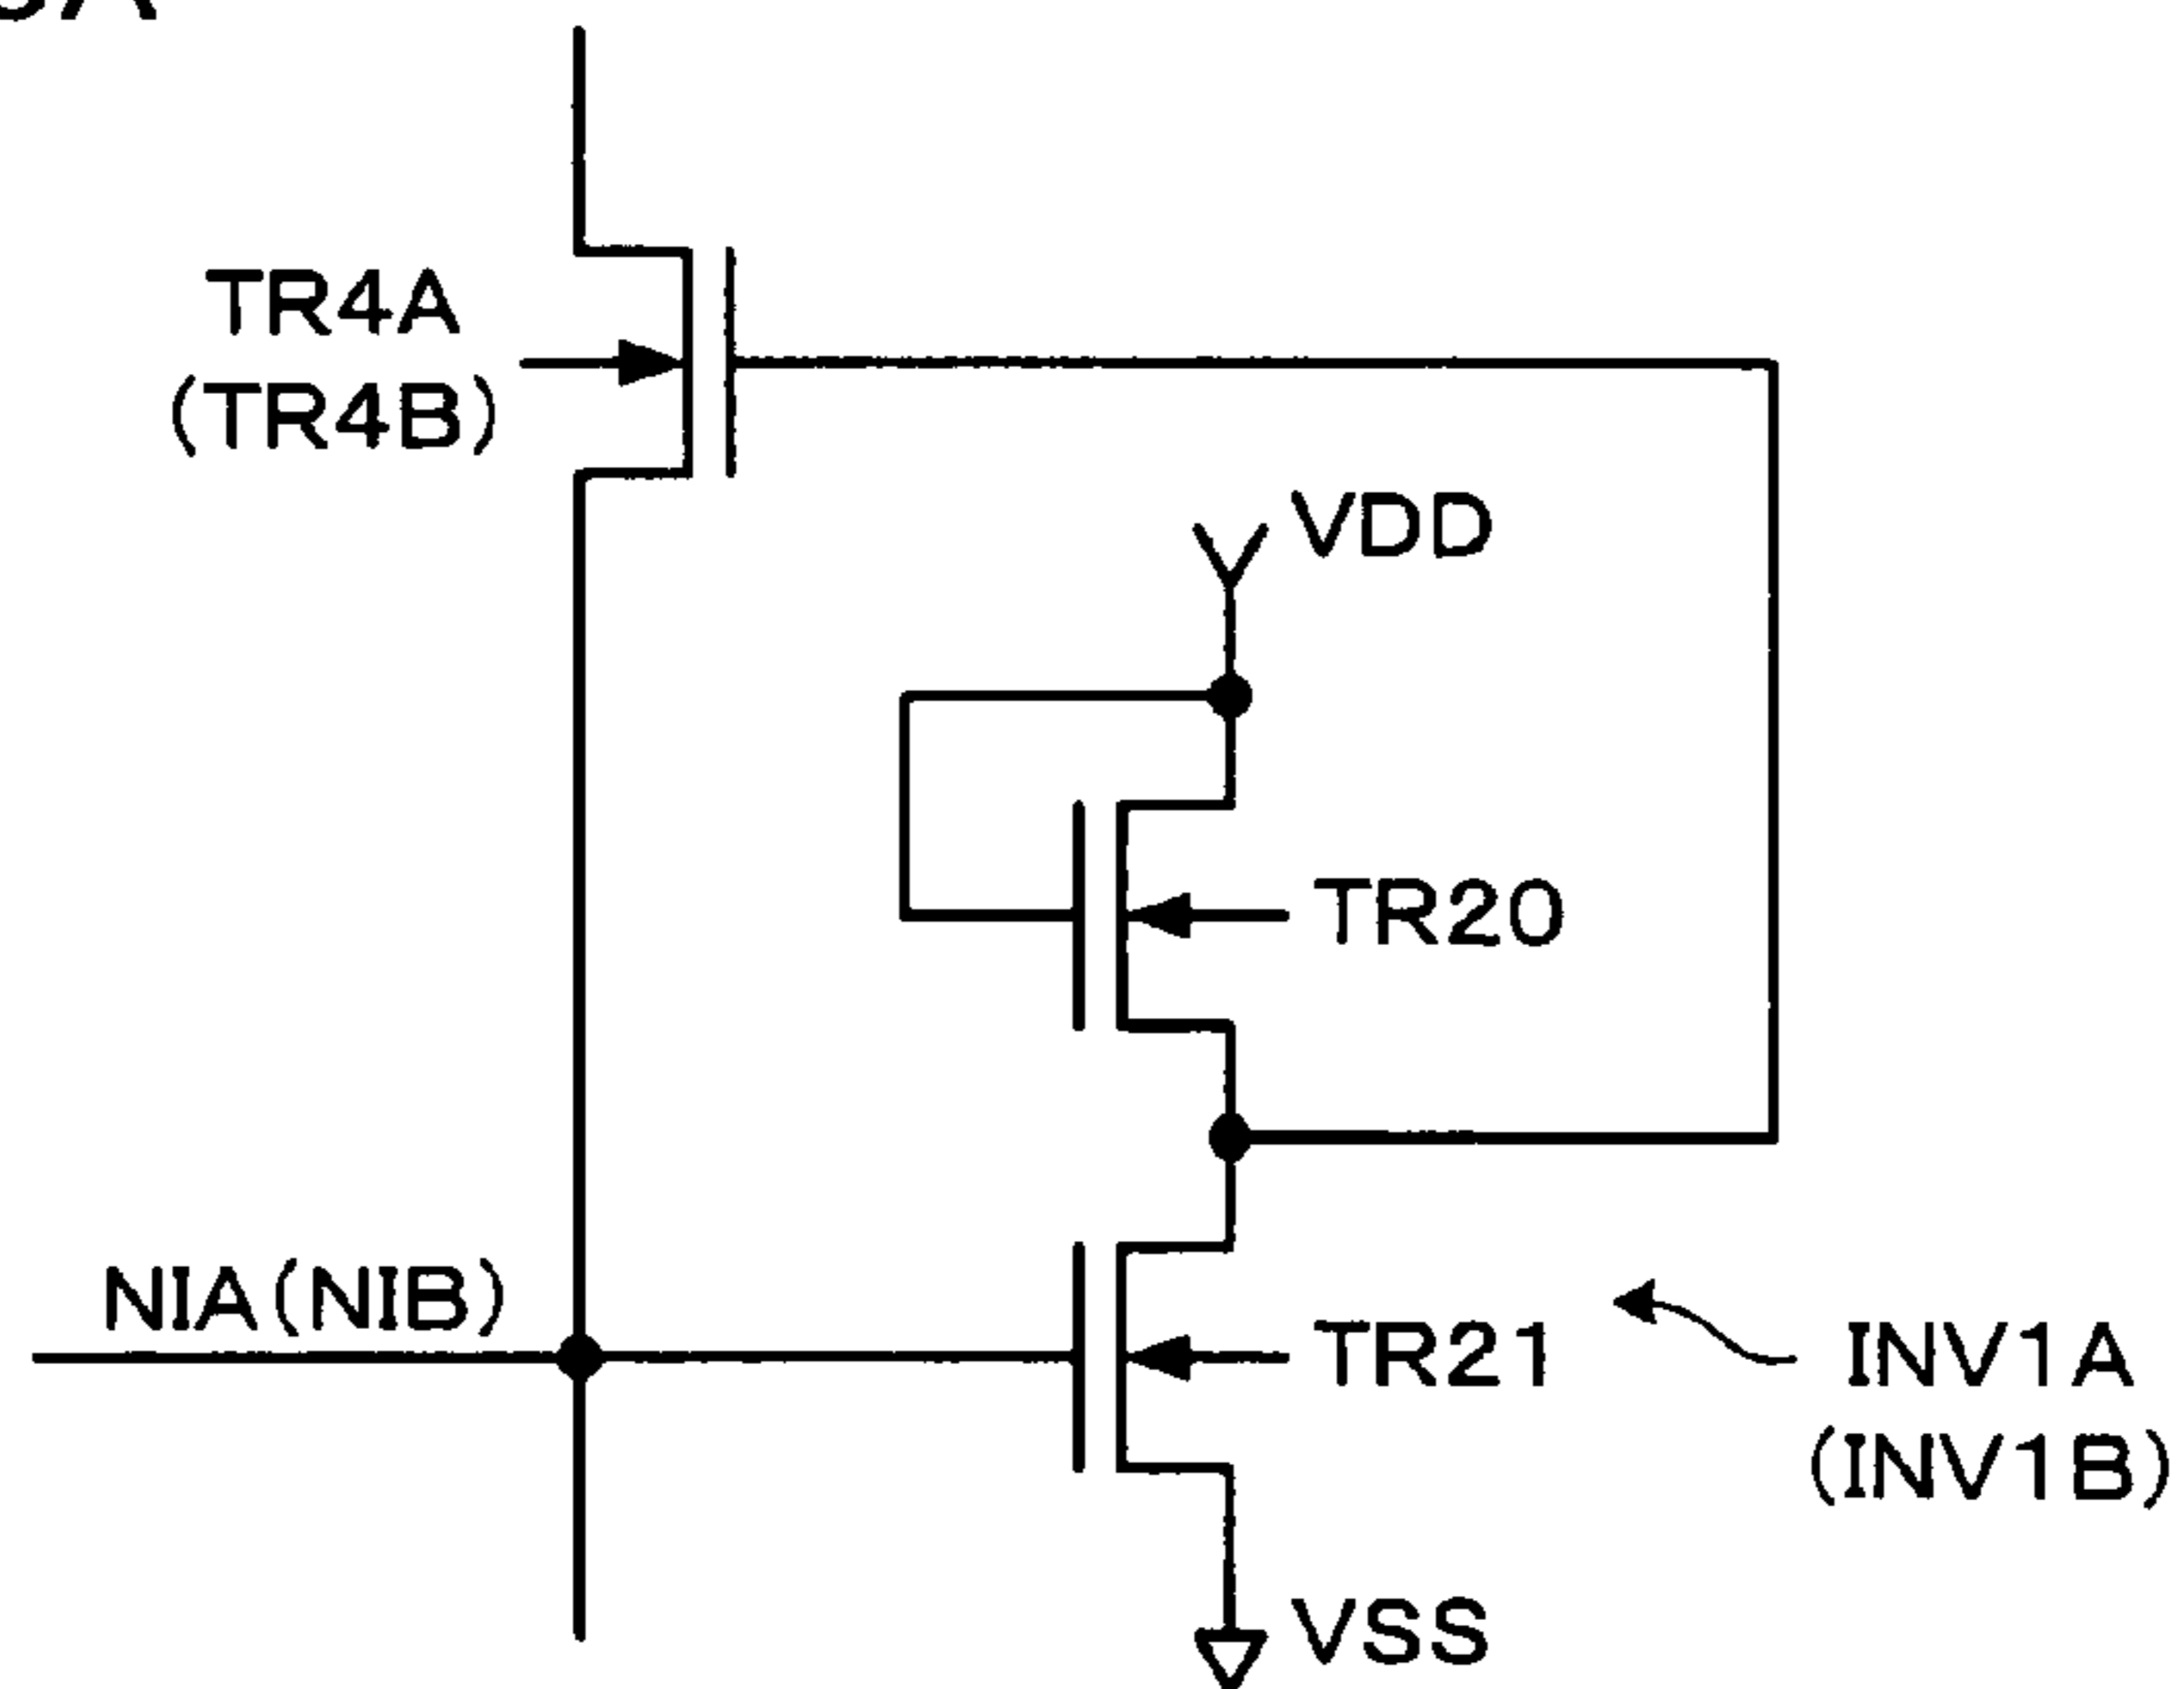 TR4A
(TR4B)
VDD
TR20
NIA(NIB)
TR21
INV1A
(INV1B)
VSS